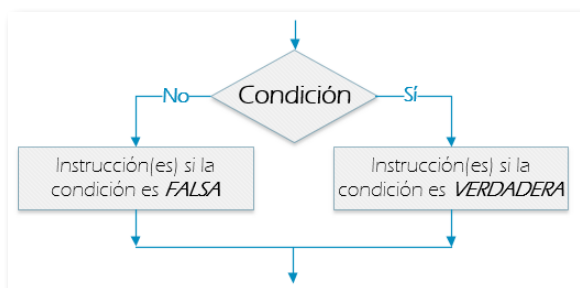 Condición
No
Sí
Instrucción(es) si la
condición es FALSA
Instrucción(es) si la
condición es VERDADERA